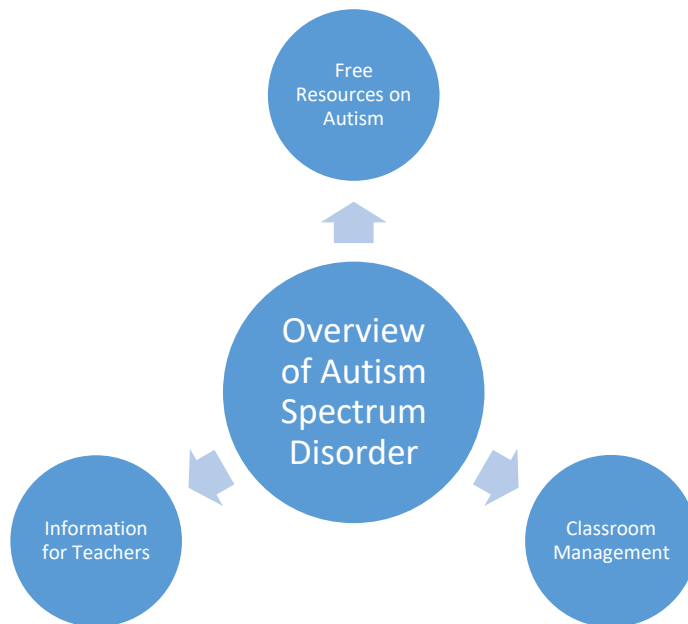 Free
Resources on
Autism
Overview
of Autism
Spectrum
Disorder
Information
for Teachers
Classroom
Management